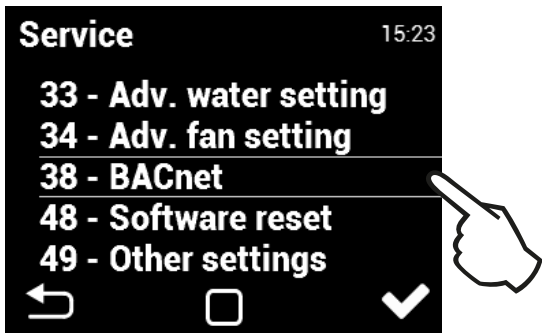 Service 15:23
33 - Adv. water setting
34 - Adv. fan setting
38 - BACnet
48 - Software reset
49 - Other settings